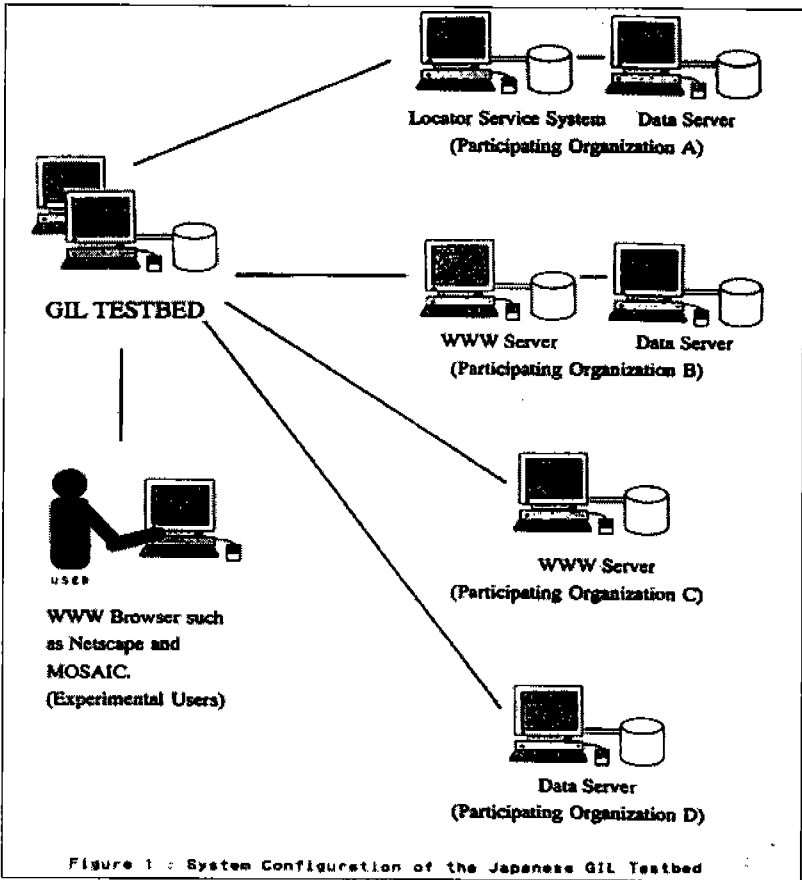 Locator Service System Data Server
(Participating Organization A)
GIL TESTBED
WWW Server Data Server
(Participating Organization B)
USER
WWW Browser such
as Netscape and
MOSAIC.
(Experimental Users)
WWW Server
(Participating Organization C)
Data Server
(Participating Organization D)
Figure 1 : System Configuration of the Japanese GIL Testbed